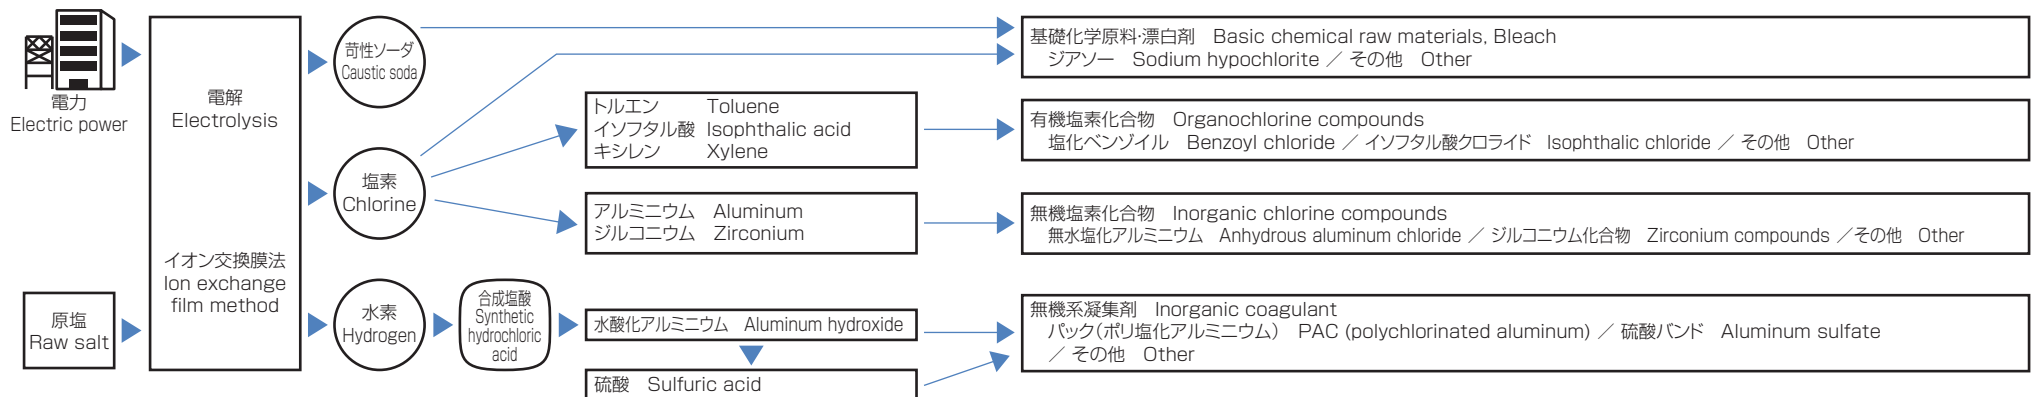 電力
Electric power
原塩
Raw salt
電解
Electrolysis
イオン交換膜法
Ion exchange
film method
苛性ソーダ
Caustic soda
塩素
Chlorine
水素
Hydrogen
合成塩酸
Synthetic
hydrochloric
acid
トルエン　Toluene
イソフタル酸　Isophthalic acid
キシレン　Xylene
アルミニウム　Aluminum
ジルコニウム　Zirconium
水酸化アルミニウム　Aluminum hydroxide
硫酸　Sulfuric acid
基礎化学原料・漂白剤　Basic chemical raw materials, Bleach
ジアソー　Sodium hypochlorite ／ その他　Other
有機塩素化合物　Organochlorine compounds
塩化ベンゾイル　Benzoyl chloride ／ イソフタル酸クロライド　Isophthalic chloride ／ その他　Other
無機塩素化合物　Inorganic chlorine compounds
無水塩化アルミニウム　Anhydrous aluminum chloride ／ ジルコニウム化合物　Zirconium compounds ／その他　Other
無機系凝集剤　Inorganic coagulant
パック（ポリ塩化アルミニウム）　PAC (polychlorinated aluminum) ／ 硫酸バンド　Aluminum sulfate
／ その他　Other